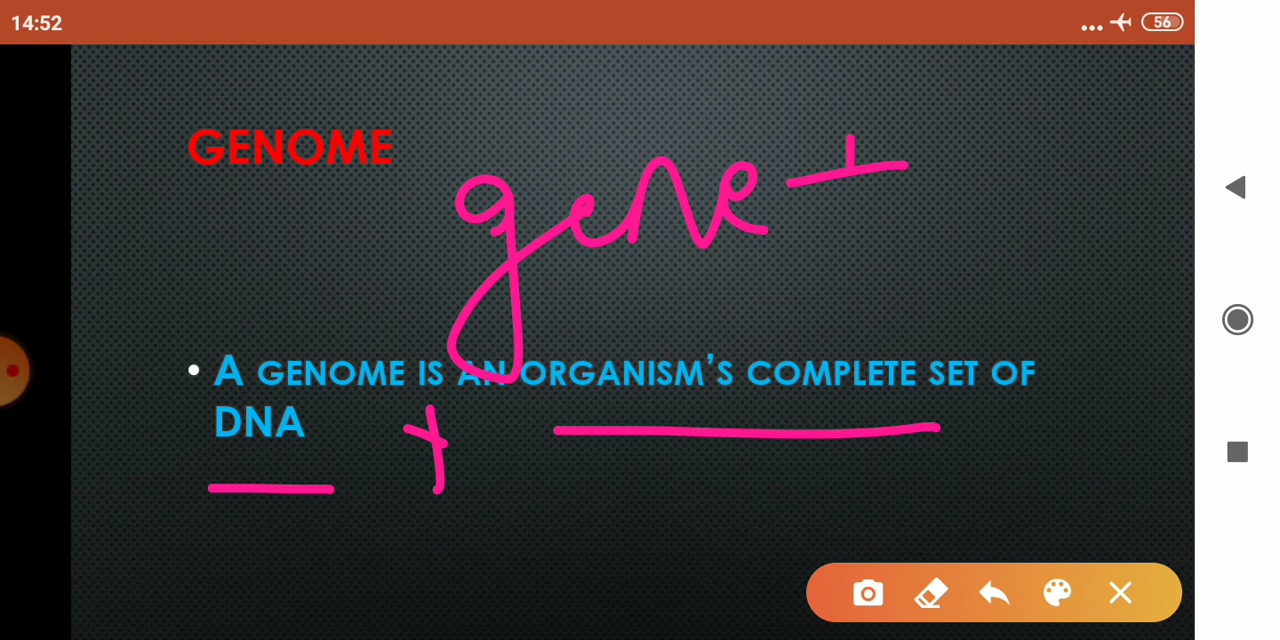 14:52
56
GENOME
gene
• A GENOME IS AN ORGANISM'S COMPLETE SET OF
DNA